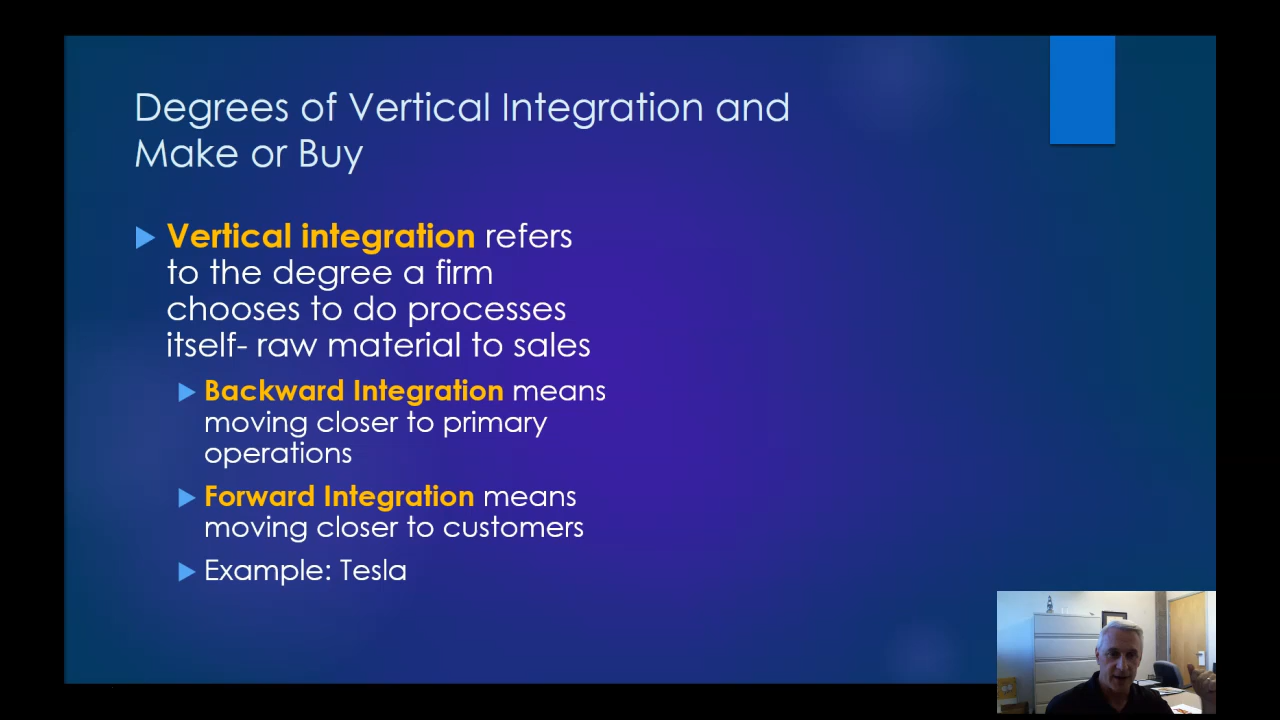 Degrees of Vertical Integration and
Make or Buy
Vertical integration refers
to the degree a firm
chooses to do processes
itself- raw material to sales
Backward Integration means
moving closer to primary
operations
Forward Integration means
moving closer to customers
Example: Tesla